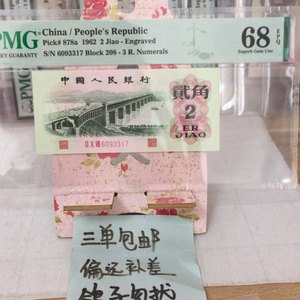 PMG
China / People's Republic
Pick# 878a 1962 2 Jiao - Engraved
S/N 6093317 Block 208 - 3 R. Numerals
68 EPQ
Superb Gem Unc
中國人民銀行
贰角
2
ER
JIAO
6093317
三单包邮
偏远补差